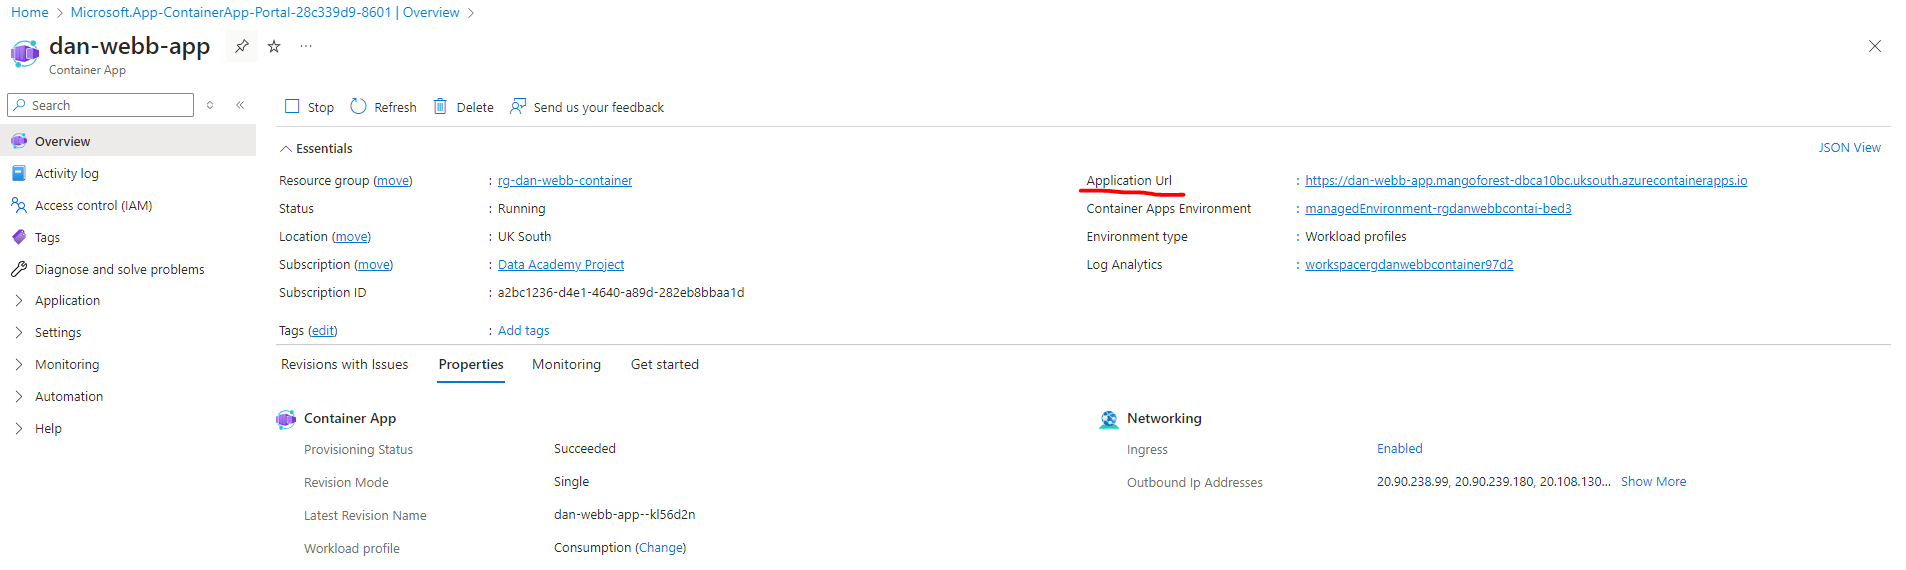 Home > Microsoft.App-ContainerApp-Portal-28c339d9-8601 | Overview >
dan-webb-app ...
Container App
Search
Overview
Activity log
Access control (IAM)
Tags
Diagnose and solve problems
Application
Settings
Monitoring
Automation
Help
Stop Refresh Delete Send us your feedback
Essentials
JSON View
Resource group (move) : rg-dan-webb-container
Status : Running
Location (move) : UK South
Subscription (move) : Data Academy Project
Subscription ID : a2bc1236-d4e1-4640-a89d-282eb8bbaa1d
Tags (edit) : Add tags
Application Url : https://dan-webb-app.mangoforest-dbca10bc.uksouth.azurecontainerapps.io
Container Apps Environment : managedEnvironment-rgdanwebbcontai-bed3
Environment type : Workload profiles
Log Analytics : workspacergdanwebbcontainer97d2
Revisions with Issues Properties Monitoring Get started
Container App
Provisioning Status Succeeded
Revision Mode Single
Latest Revision Name dan-webb-app--kl56d2n
Workload profile Consumption (Change)
Networking
Ingress Enabled
Outbound Ip Addresses 20.90.238.99, 20.90.239.180, 20.108.130... Show More